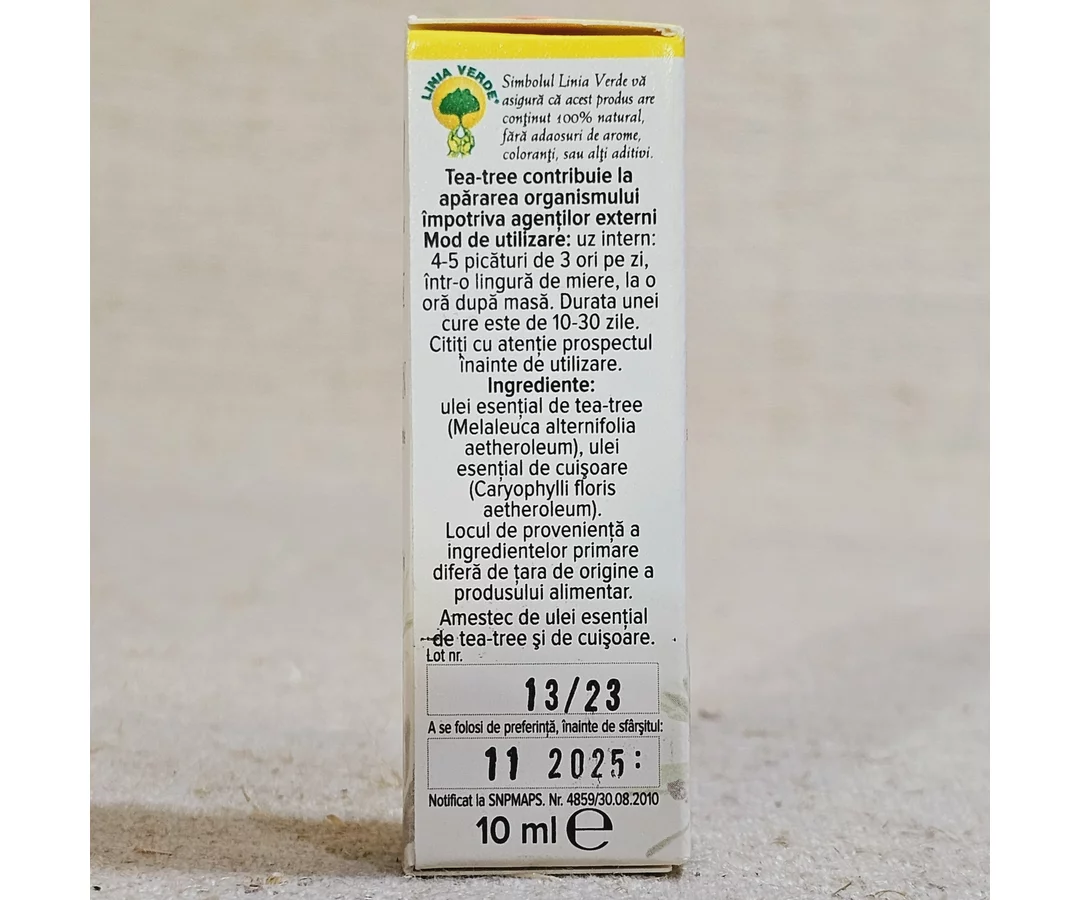 LINIA VERDE®
Simbolul Linia Verde vă
asigură că acest produs are
conținut 100% natural,
fără adaosuri de arome,
coloranţi, sau alţi aditivi.
Tea-tree contribuie la
apărarea organismului
împotriva agenților externi
Mod de utilizare: uz intern:
4-5 picături de 3 ori pe zi,
într-o lingură de miere, la o
oră după masă. Durata unei
cure este de 10-30 zile.
Citiți cu atenție prospectul
înainte de utilizare.
Ingrediente:
ulei esențial de tea-tree
(Melaleuca alternifolia
aetheroleum), ulei
esențial de cuişoare
(Caryophylli floris
aetheroleum).
Locul de proveniență a
ingredientelor primare
diferă de țara de origine a
produsului alimentar.
Amestec de ulei esențial
de tea-tree şi de cuişoare.
Lot nr.
13/23
A se folosi de preferință, înainte de sfârşitul:
11 2025:
Notificat la SNPMAPS. Nr. 4859/30.08.2010
10 ml ℮